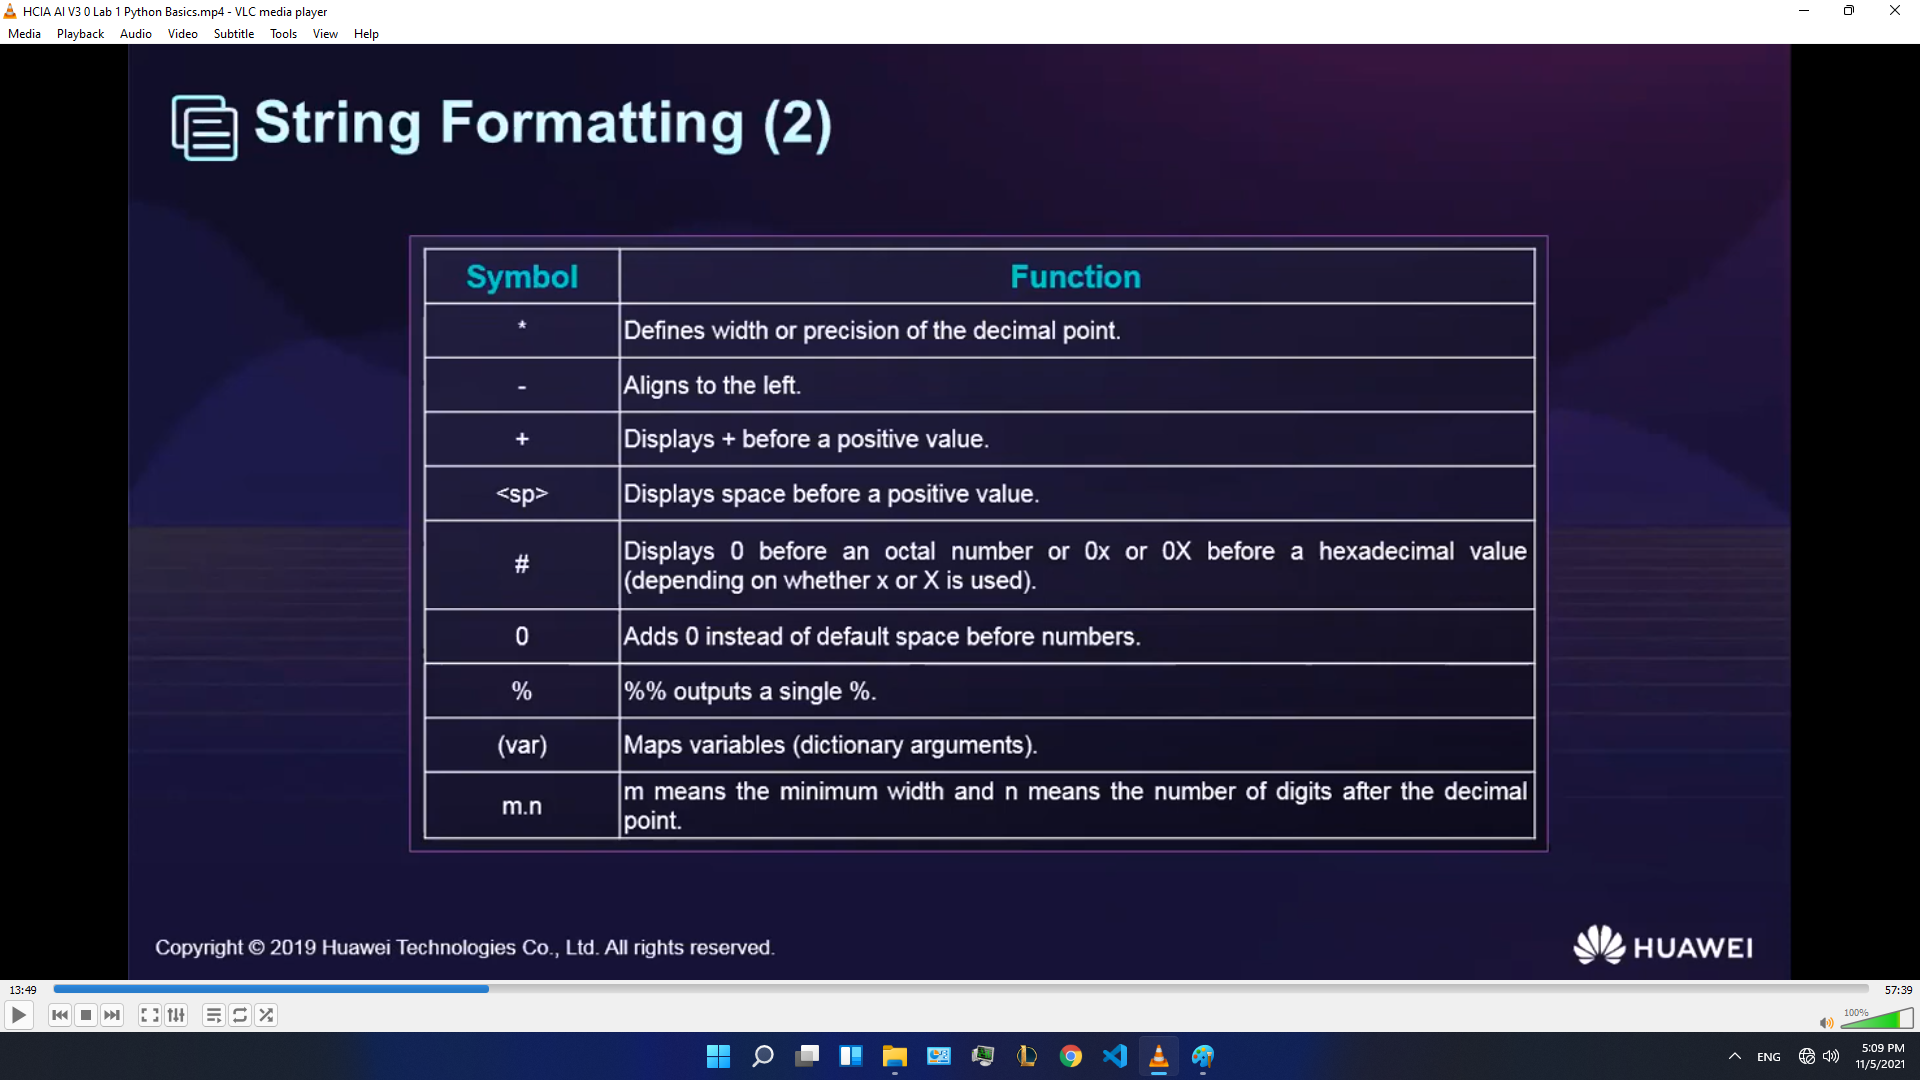 HCIA AI V3 0 Lab 1 Python Basics.mp4 - VLC media player
Media Playback Audio Video Subtitle Tools View Help
String Formatting (2)
Symbol Function
* Defines width or precision of the decimal point.
- Aligns to the left.
+ Displays + before a positive value.
<sp> Displays space before a positive value.
# Displays 0 before an octal number or 0x or 0X before a hexadecimal value
(depending on whether x or X is used).
0 Adds 0 instead of default space before numbers.
% %% outputs a single %.
(var) Maps variables (dictionary arguments).
m.n m means the minimum width and n means the number of digits after the decimal
point.
Copyright © 2019 Huawei Technologies Co., Ltd. All rights reserved.
HUAWEI
13:49 57:39
100%
ENG
5:09 PM
11/5/2021